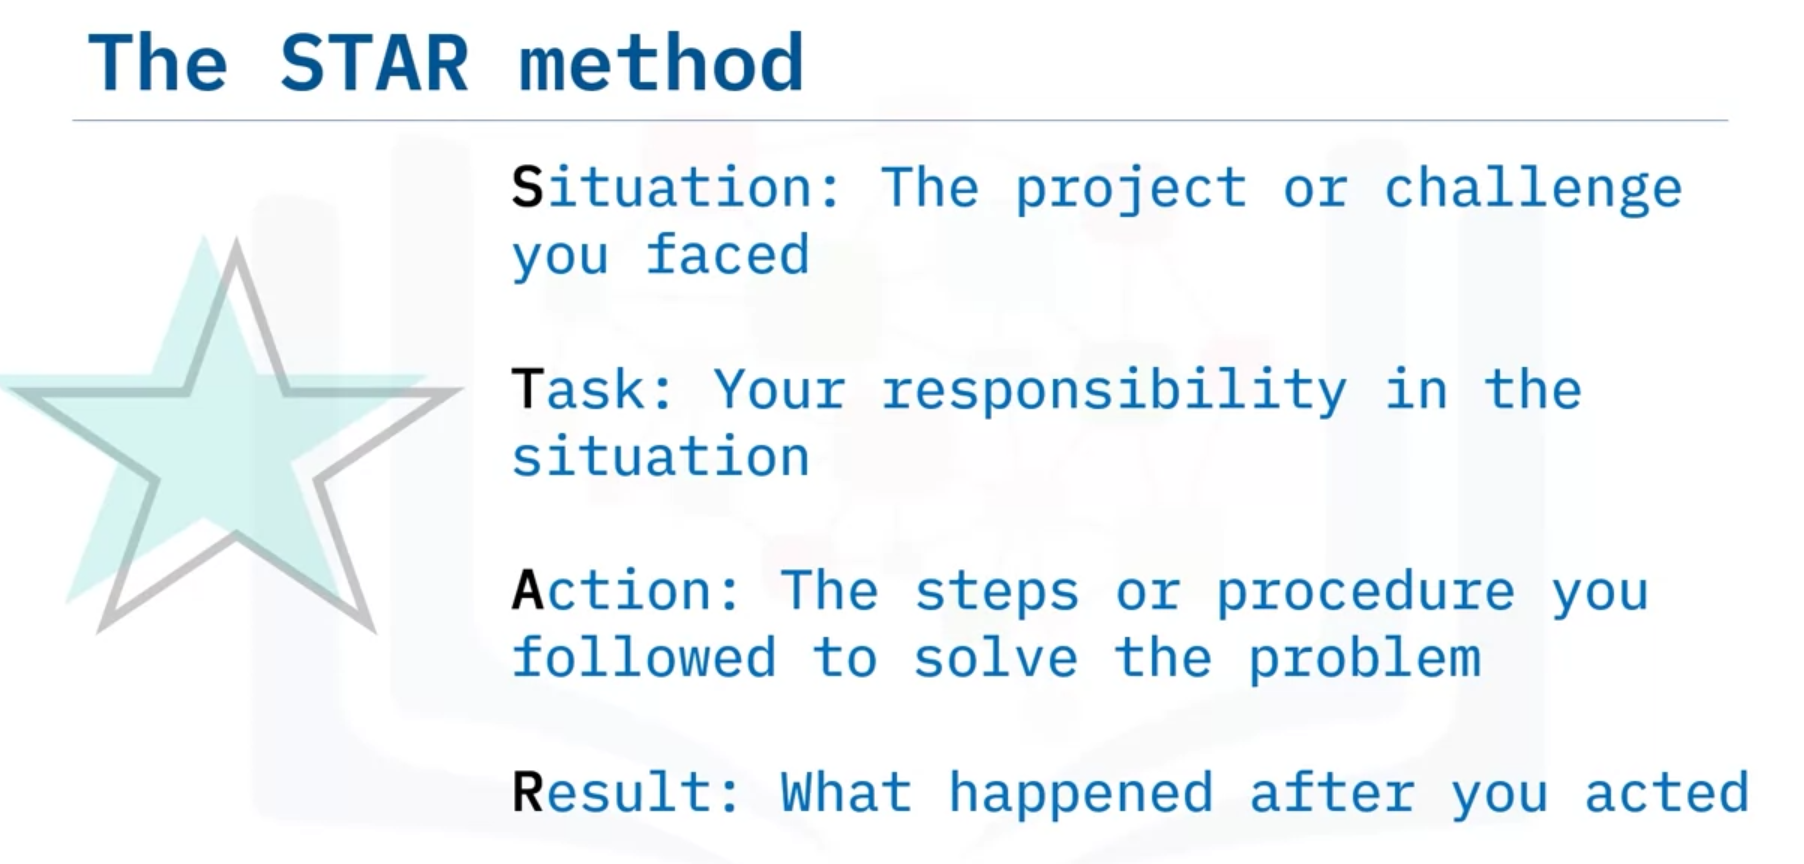 The STAR method
Situation: The project or challenge
you faced
Task: Your responsibility in the
situation
Action: The steps or procedure you
followed to solve the problem
Result: What happened after you acted